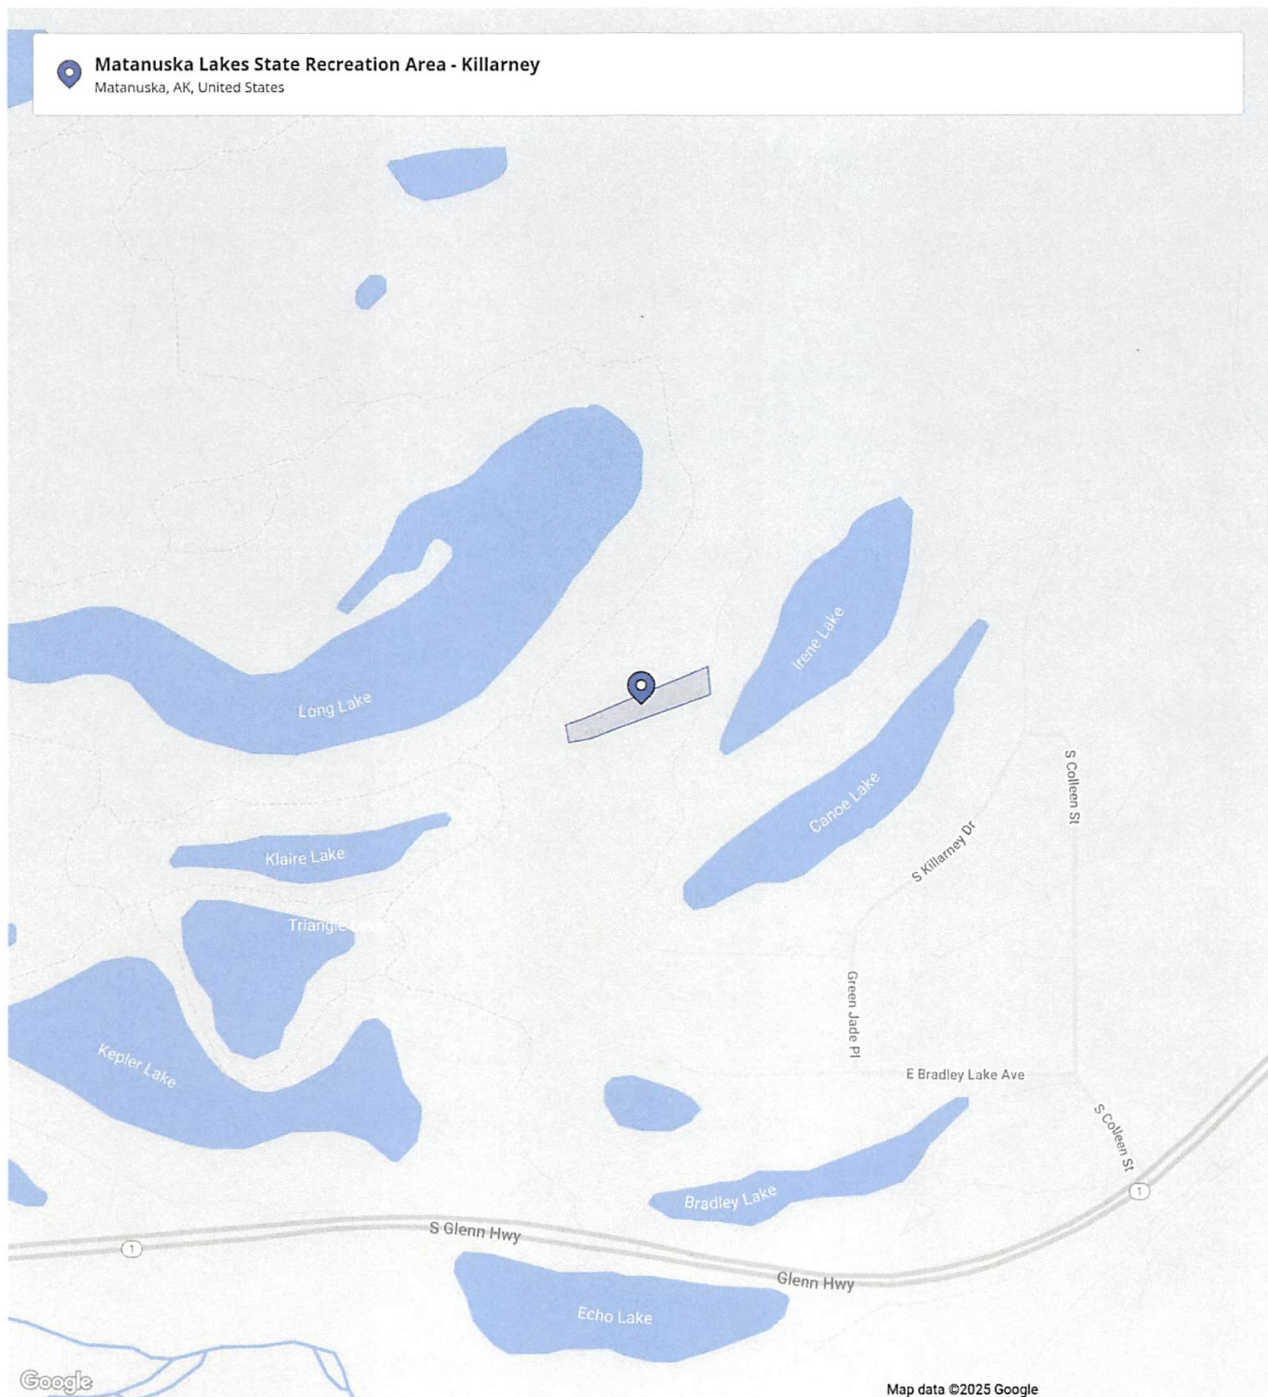 Matanuska Lakes State Recreation Area - Killarney
Matanuska, AK, United States
Irene Lake
Long Lake
S Colleen St
Canoe Lake
S Killarney Dr
Klaire Lake
Triangle Lake
Green Jade Pl
Kepler Lake
E Bradley Lake Ave
S Colleen St
Bradley Lake
1
S Glenn Hwy
1
Glenn Hwy
Echo Lake
Google
Map data ©2025 Google